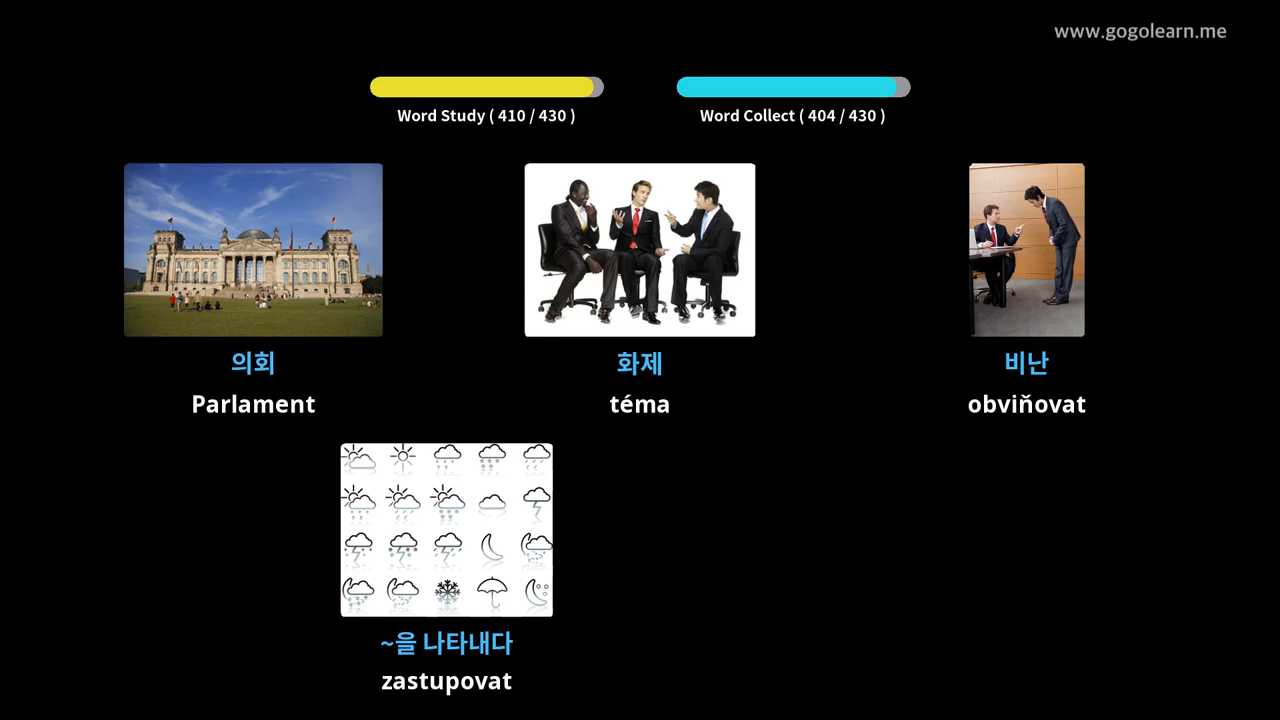 www.gogolearn.me
Word Study ( 410 / 430 )
Word Collect ( 404 / 430 )
의회
화제
비난
Parlament
téma
obviňovat
~을 나타내다
zastupovat